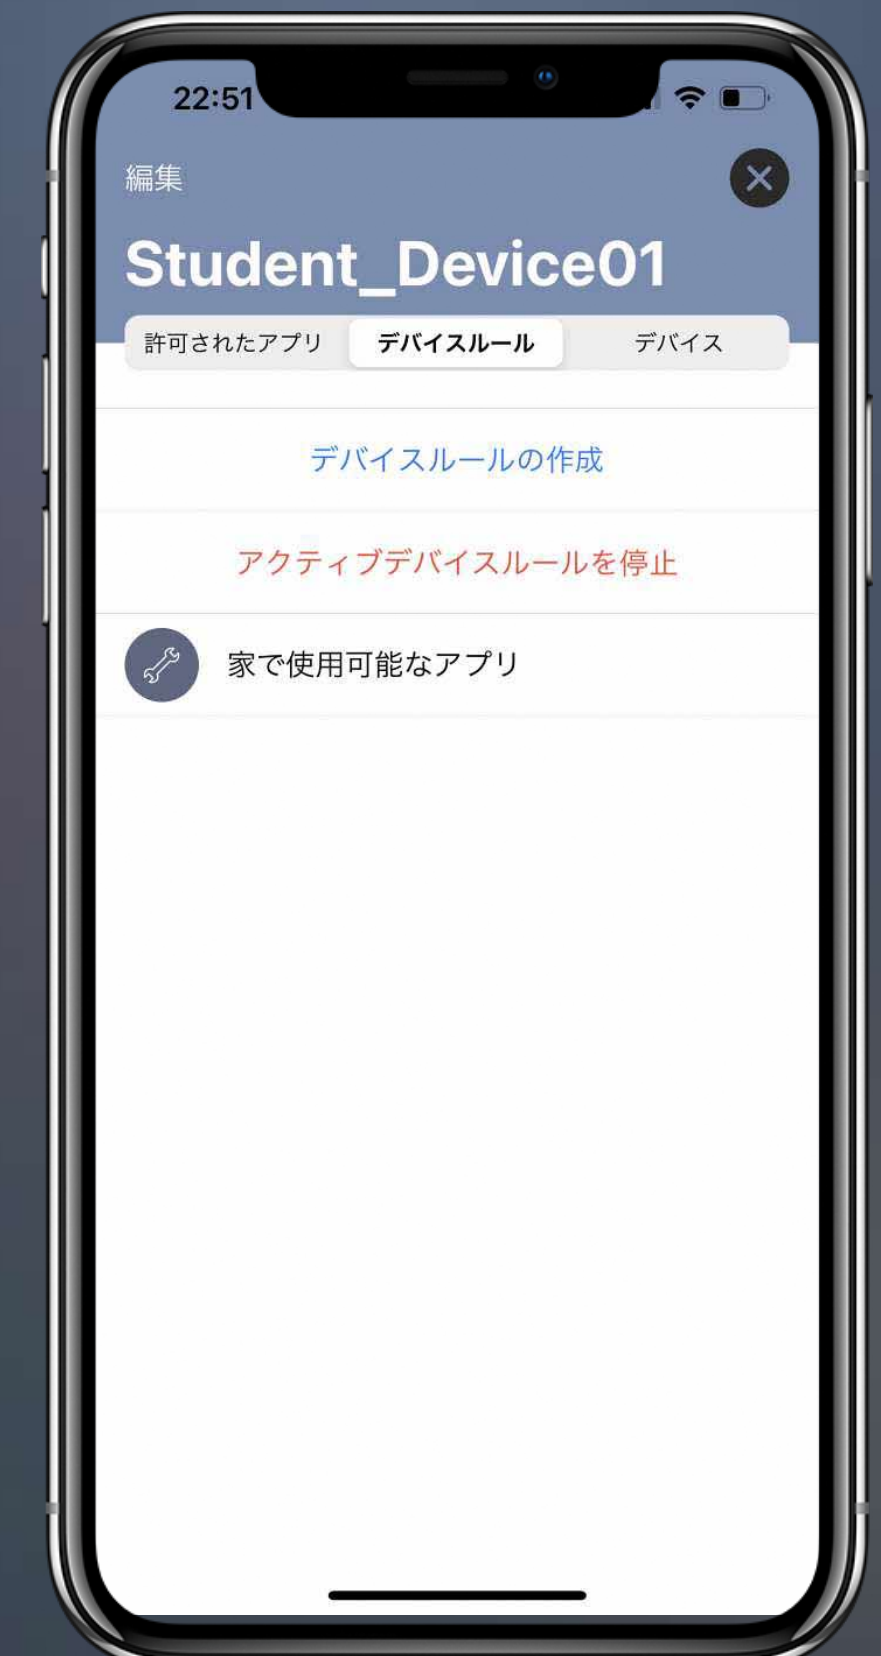 22:51
編集
Student_Device01
許可されたアプリ
デバイスルール
デバイス
デバイスルールの作成
アクティブデバイスルールを停止
家で使用可能なアプリ